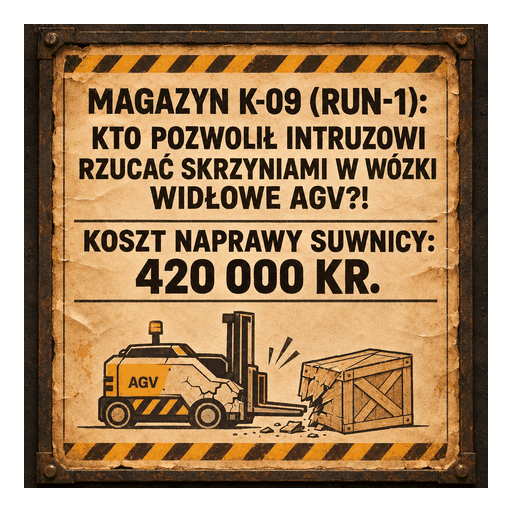 MAGAZYN K-09 (RUN-1):
KTO POZWOLIŁ INTRUZOWI
RZUCAĆ SKRZYNIAMI W WÓZKI
WIDŁOWE AGV?!
KOSZT NAPRAWY SUWNICY:
420 000 KR.
AGV